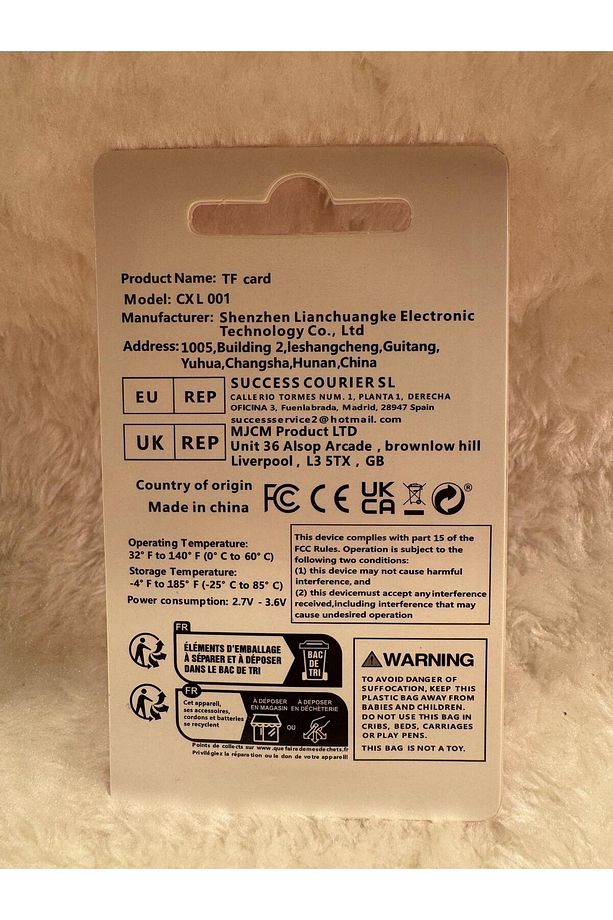 Product Name: TF card
Model: CXL 001
Manufacturer: Shenzhen Lianchuangke Electronic
Technology Co., Ltd
Address: 1005,Building 2,leshangcheng,Guitang,
Yuhua,Changsha,Hunan,China
EU REP
SUCCESS COURIER SL
CALLE RIO TORMES NUM. 1, PLANTA 1, DERECHA
OFICINA 3, Fuenlabrada, Madrid, 28947 Spain
successservice2@hotmail.com
UK REP
MJCM Product LTD
Unit 36 Alsop Arcade , brownlow hill
Liverpool , L3 5TX , GB
Country of origin
Made in china
FC CE UK
CA ®
Operating Temperature:
32° F to 140° F (0° C to 60° C)
Storage Temperature:
-4° F to 185° F (-25° C to 85° C)
Power consumption: 2.7V - 3.6V
This device complies with part 15 of the
FCC Rules. Operation is subject to the
following two conditions:
(1) this device may not cause harmful
interference, and
(2) this devicemust accept any interference
received,including interference that may
cause undesired operation
FR
ÉLÉMENTS D'EMBALLAGE
À SÉPARER ET À DÉPOSER
DANS LE BAC DE TRI
BAC
DE
TRI
FR
Cet appareil,
ses accessoires,
cordons et batteries
se recyclent
À DÉPOSER
EN MAGASIN
OU
À DÉPOSER
EN DÉCHÈTERIE
Points de collects sur www.quefairedemesdechets.fr
Privilégiez la répara̲tion ou le don de votre appareil!
WARNING
TO AVOID DANGER OF
SUFFOCATION, KEEP THIS
PLASTIC BAG AWAY FROM
BABIES AND CHILDREN.
DO NOT USE THIS BAG IN
CRIBS, BEDS, CARRIAGES
OR PLAY PENS.
THIS BAG IS NOT A TOY.